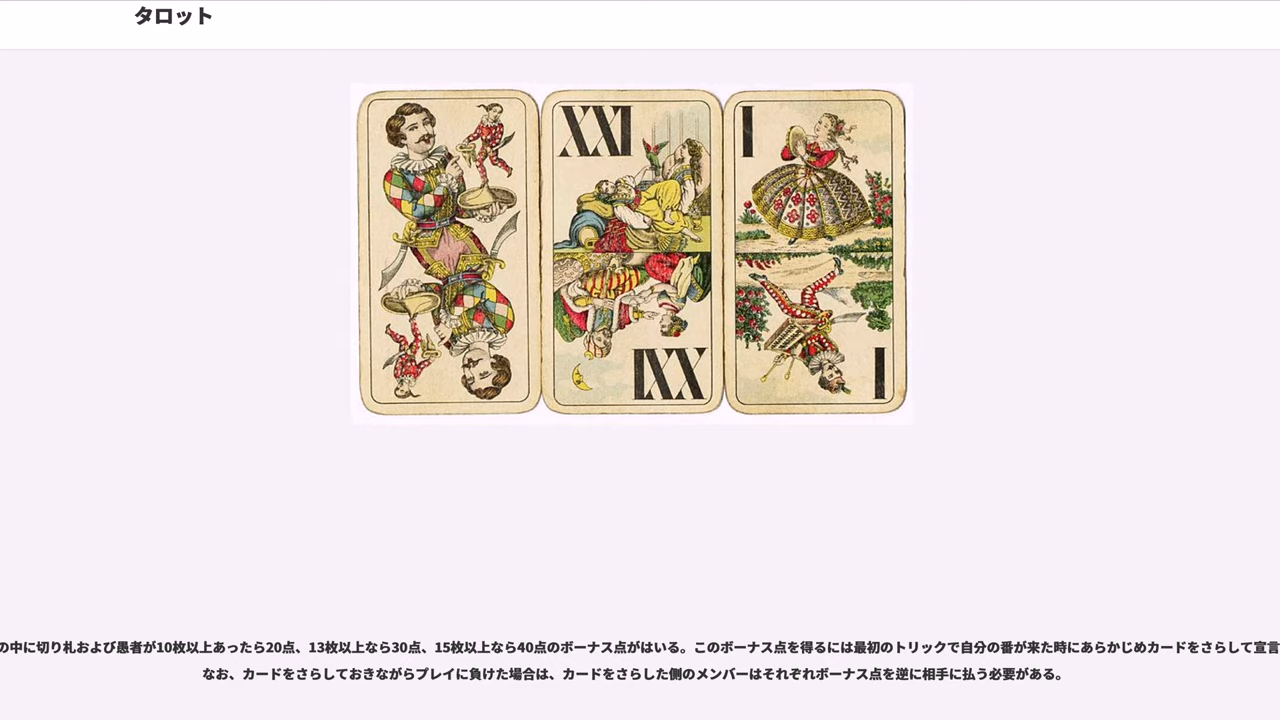 タロット
XXI
I
XXI
I
の中に切り札および愚者が10枚以上あったら20点、13枚以上なら30点、15枚以上なら40点のボーナス点がはいる。このボーナス点を得るには最初のトリックで自分の番が来た時にあらかじめカードをさらして宣言
なお、カードをさらしておきながらプレイに負けた場合は、カードをさらした側のメンバーはそれぞれボーナス点を逆に相手に払う必要がある。